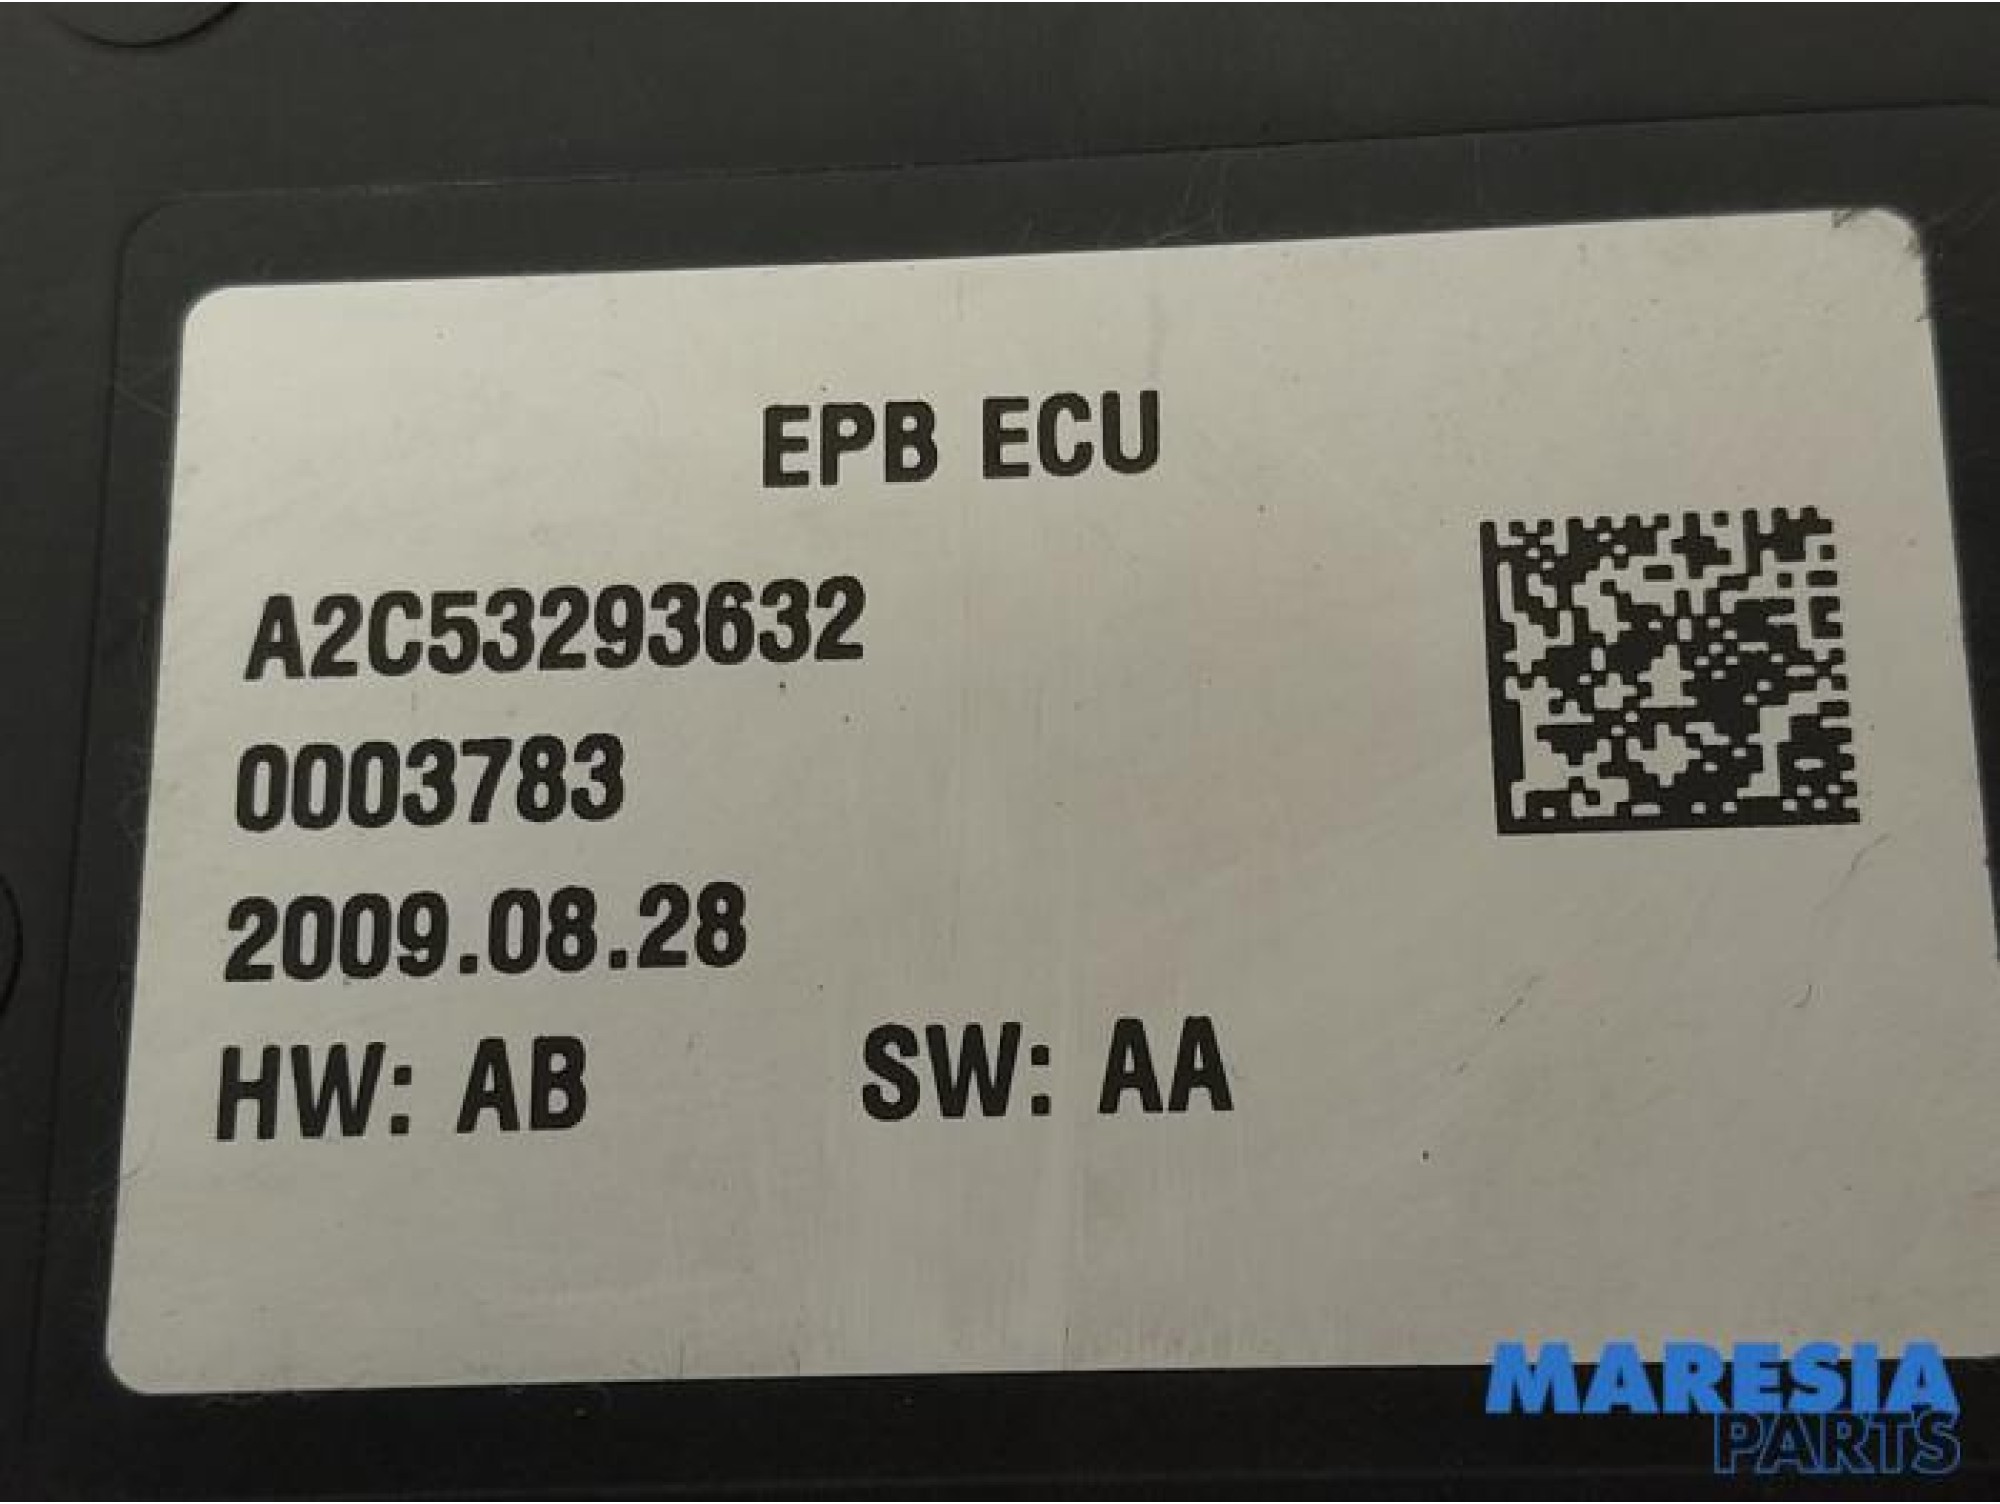 EPB ECU
A2C53293632
0003783
2009.08.28
HW: AB SW: AA
MARESIA
PARTS